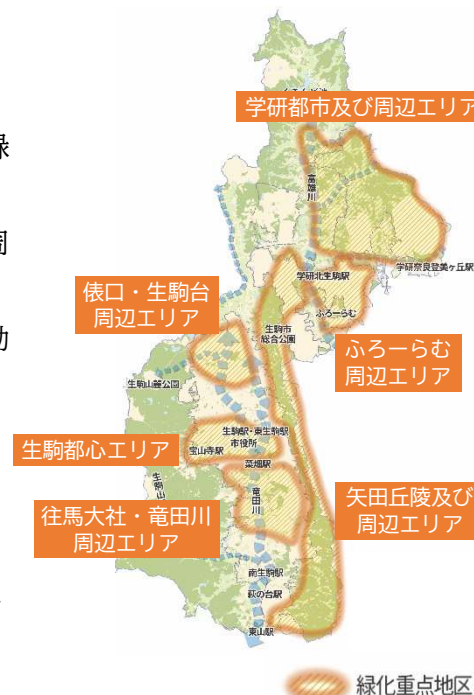 学研都市及び周辺エリア
緑
富雄川
周
学研奈良登美ヶ丘駅
学研北生駒駅
俵口・生駒台
周辺エリア
ふろーらむ
生駒市
総合公園
ふろーらむ
周辺エリア
生駒山麓公園
生駒駅・東生駒駅
市役所
宝山寺駅
生駒都心エリア
菜畑駅
生駒山
竜田川
矢田丘陵及び
周辺エリア
往馬大社・竜田川
周辺エリア
南生駒駅
萩の台駅
東山駅
緑化重点地区